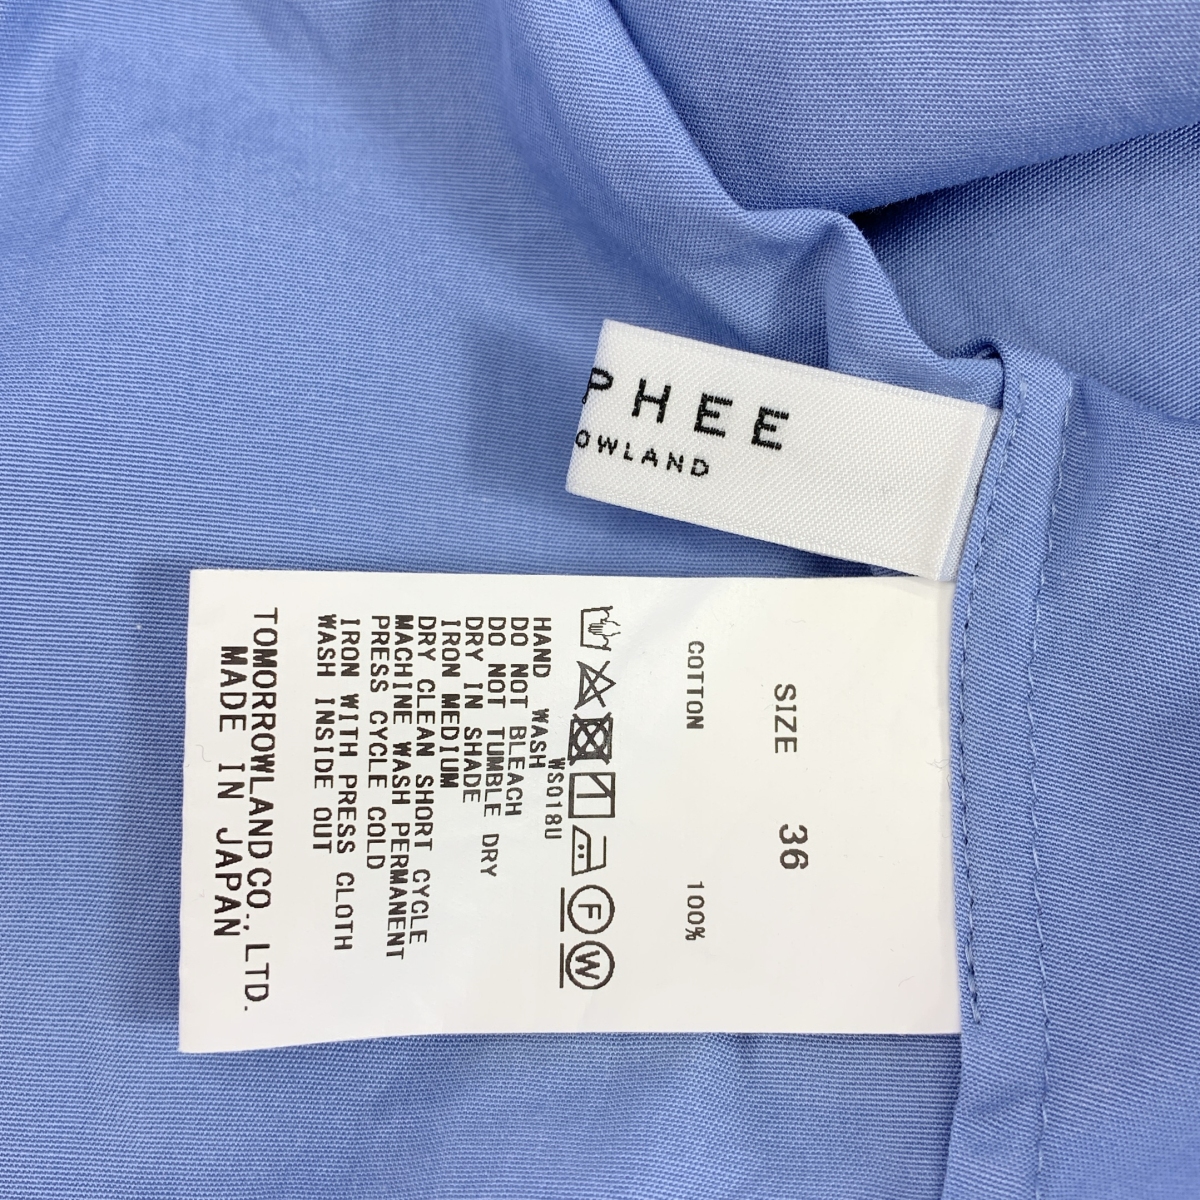 PHEE
OWLAND
SIZE 36
COTTON 100%
F W
WS018U
HAND WASH
DO NOT BLEACH
DO NOT TUMBLE DRY
DRY IN SHADE
IRON MEDIUM
DRY CLEAN SHORT CYCLE
MACHINE WASH PERMANENT
PRESS CYCLE COLD
IRON WITH PRESS CLOTH
WASH INSIDE OUT
TOMORROWLAND CO., LTD.
MADE IN JAPAN